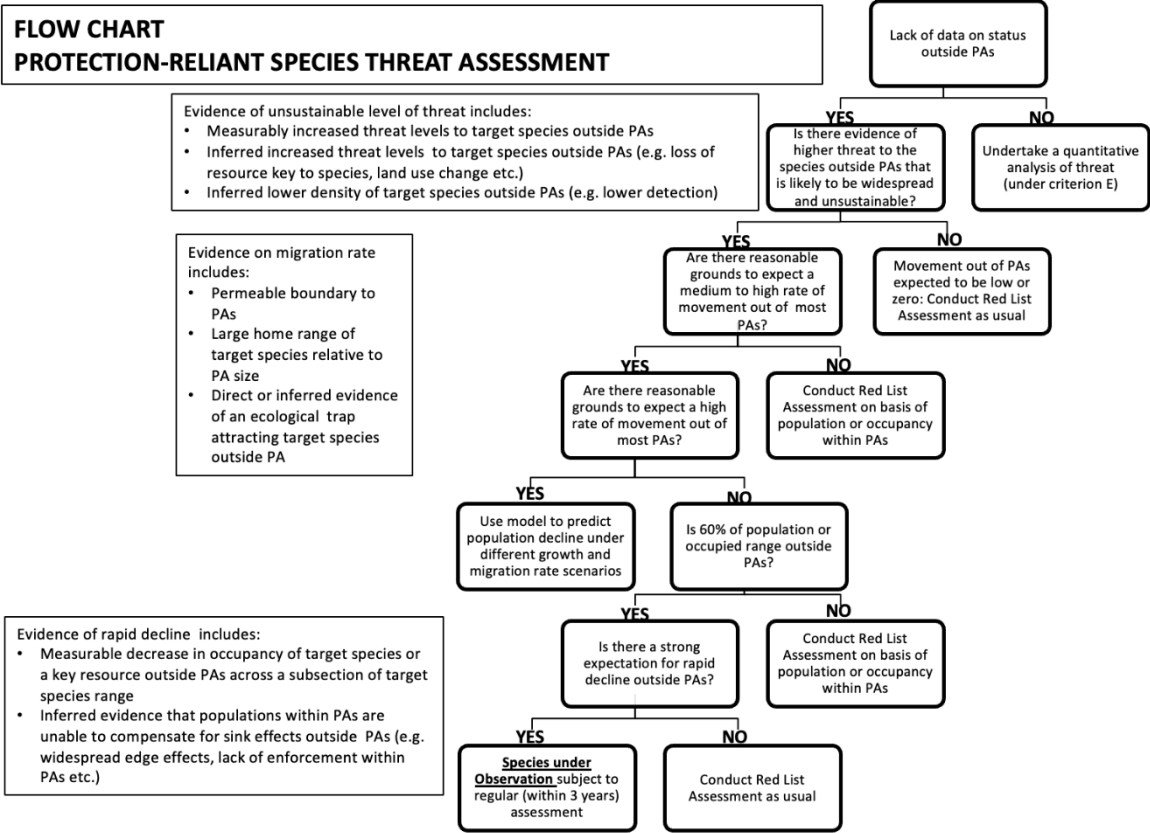 FLOW CHART
PROTECTION-RELIANT SPECIES THREAT ASSESSMENT
Lack of data on status
outside PAs
Evidence of unsustainable level of threat includes:
• Measurably increased threat levels to target species outside PAs
• Inferred increased threat levels to target species outside PAs (e.g. loss of
resource key to species, land use change etc.)
• Inferred lower density of target species outside PAs (e.g. lower detection)
YES
Is there evidence of
higher threat to the
species outside PAs that
is likely to be widespread
and unsustainable?
NO
Undertake a quantitative
analysis of threat
(under criterion E)
Evidence on migration rate
includes:
• Permeable boundary to
PAs
• Large home range of
target species relative to
PA size
• Direct or inferred evidence
of an ecological trap
attracting target species
outside PA
YES
Are there reasonable
grounds to expect a
medium to high rate of
movement out of most
PAs?
NO
Movement out of PAs
expected to be low or
zero: Conduct Red List
Assessment as usual
YES
Are there reasonable
grounds to expect a high
rate of movement out of
most PAs?
NO
Conduct Red List
Assessment on basis of
population or occupancy
within PAs
YES
Use model to predict
population decline under
different growth and
migration rate scenarios
NO
Is 60% of population or
occupied range outside
PAs?
Evidence of rapid decline includes:
• Measurable decrease in occupancy of target species or
a key resource outside PAs across a subsection of target
species range
• Inferred evidence that populations within PAs are
unable to compensate for sink effects outside PAs (e.g.
widespread edge effects, lack of enforcement within
PAs etc.)
YES
Is there a strong
expectation for rapid
decline outside PAs?
NO
Conduct Red List
Assessment on basis of
population or occupancy
within PAs
YES
Species under
Observation subject to
regular (within 3 years)
assessment
NO
Conduct Red List
Assessment as usual